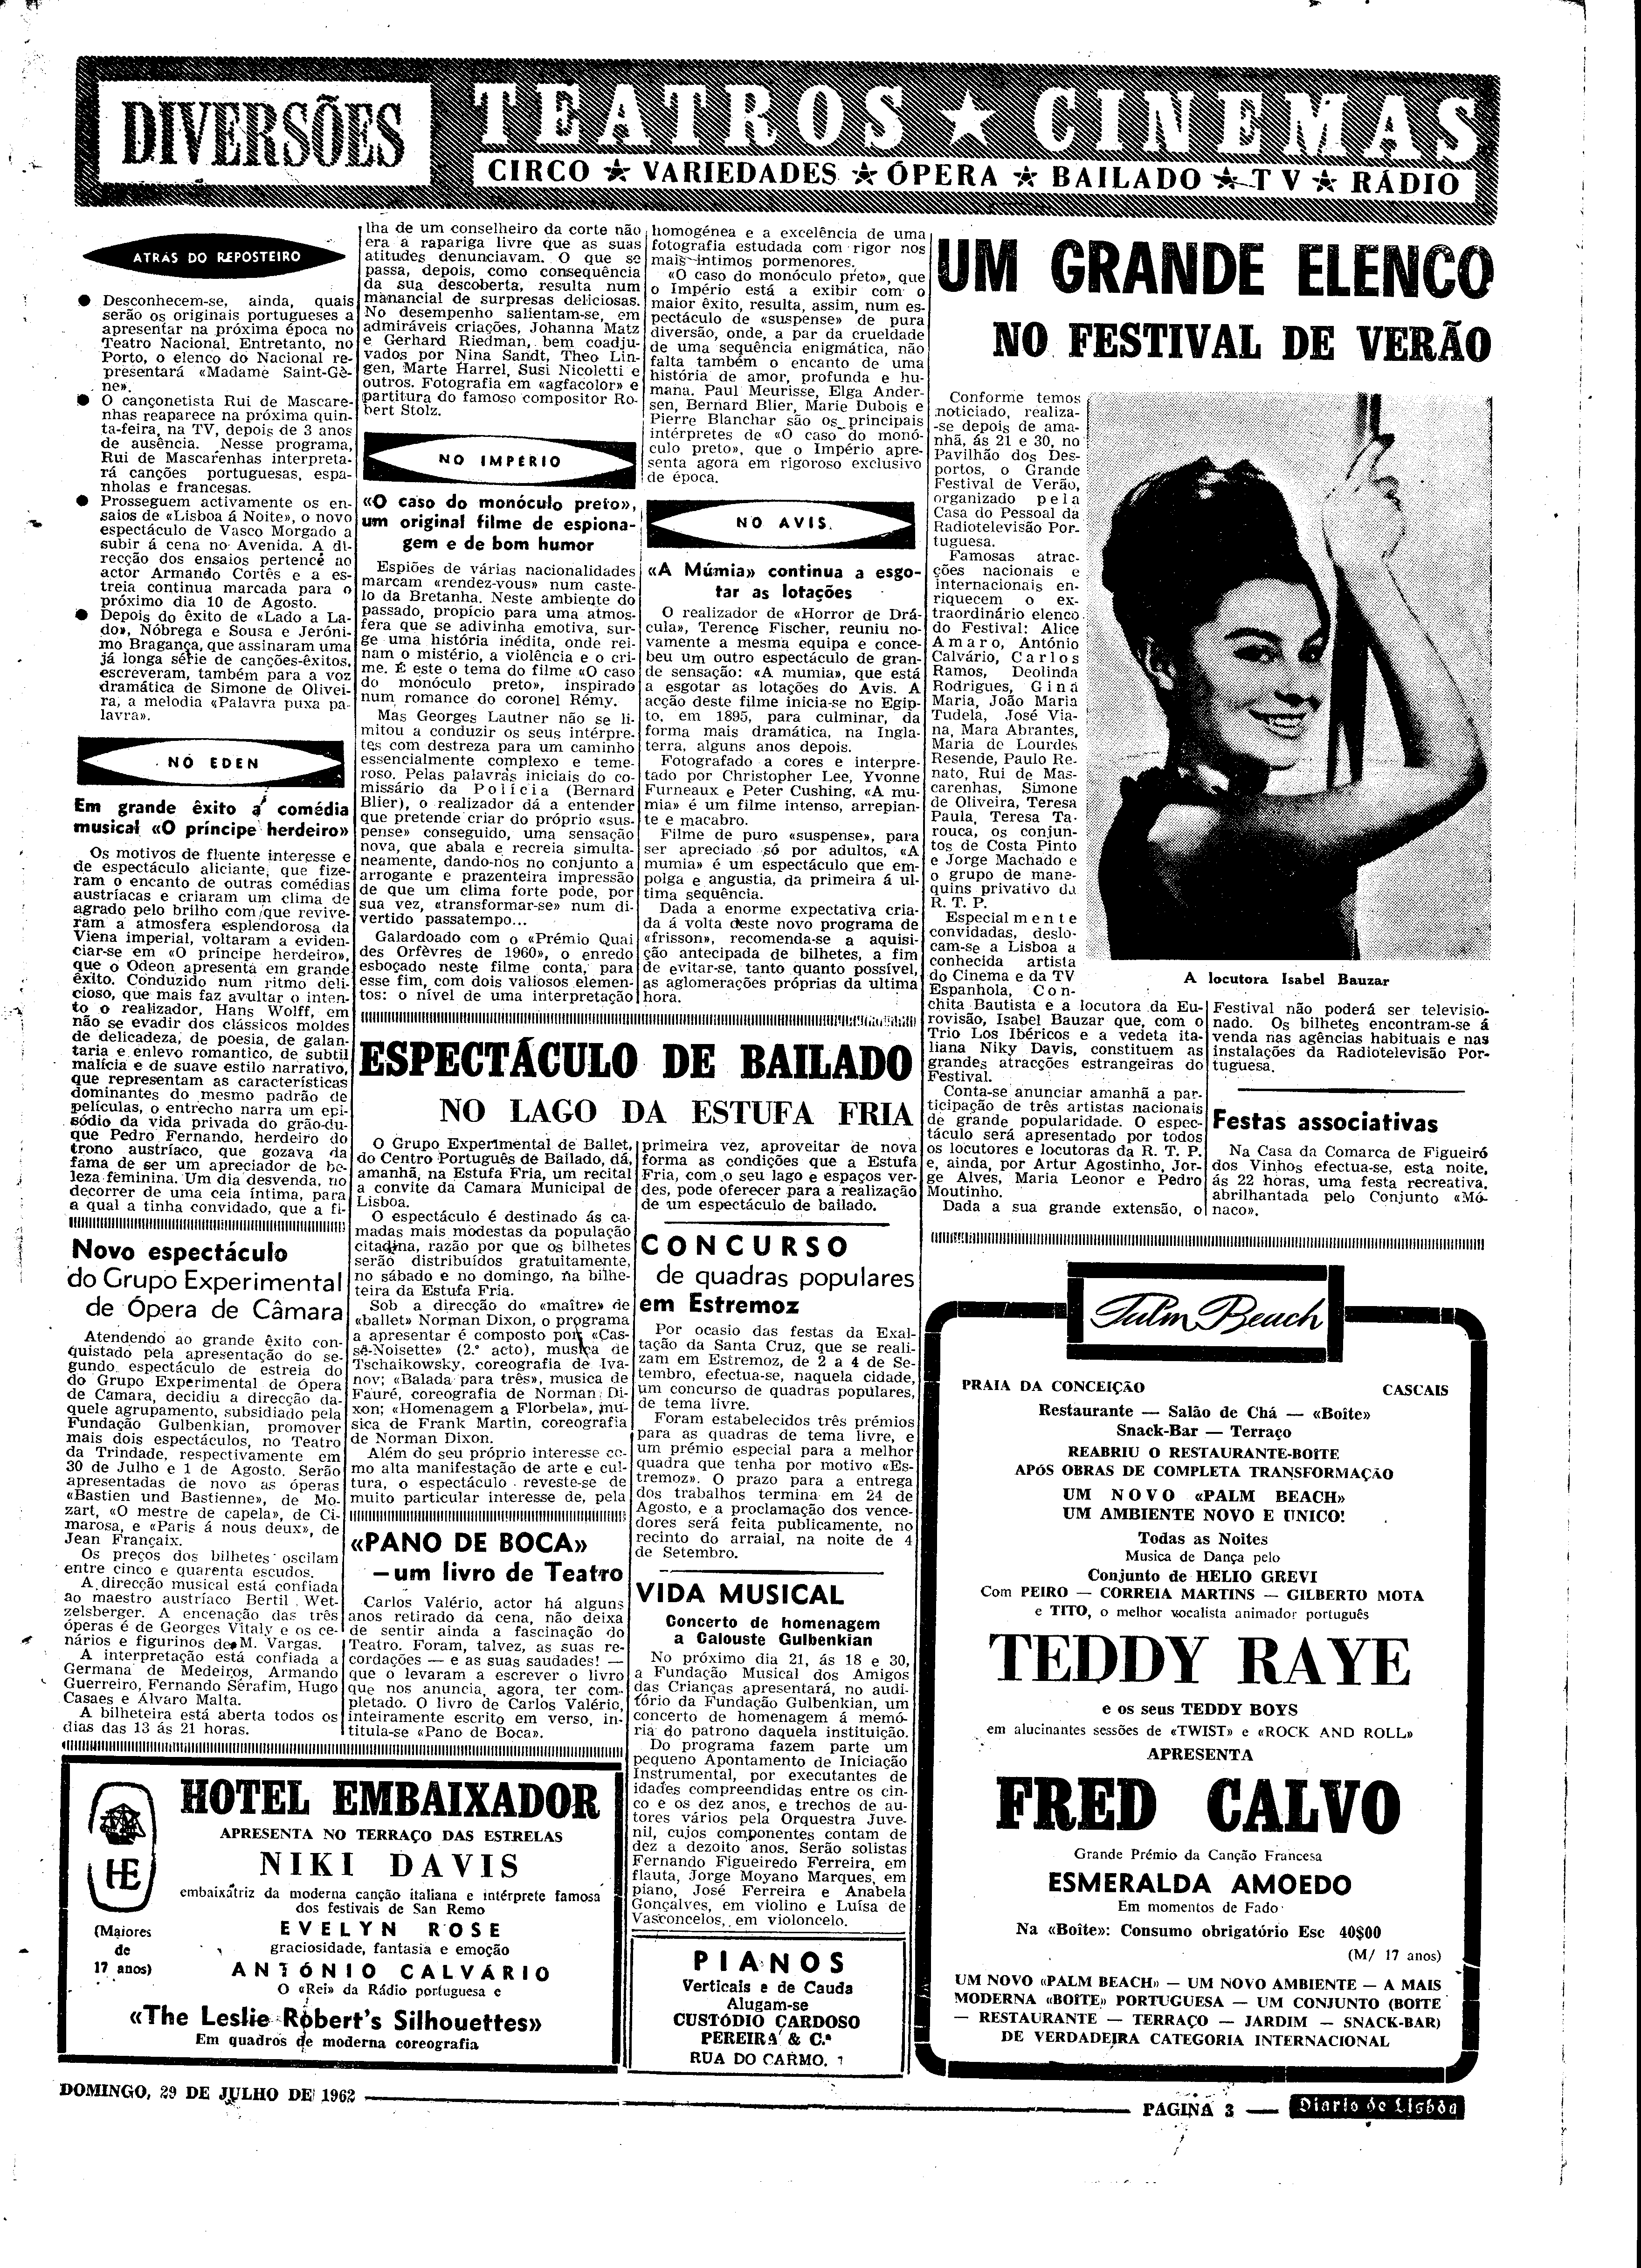 DIVERSÕES
TEATROS ★ CINEMAS
CIRCO ★ VARIEDADES ★ ÓPERA ★ BAILADO ★ TV ★ RÁDIO
ATRÁS DO REPOSTEIRO
● Desconhecem-se, ainda, quais
serão os originais portugueses a
apresentar na próxima época no
Teatro Nacional. Entretanto, no
Porto, o elenco do Nacional re-
presentará «Madame Saint-Gè-
ne».
● O cançonetista Rui de Mascare-
nhas reaparece na próxima quin-
ta-feira, na TV, depois de 3 anos
de ausência. Nesse programa,
Rui de Mascarenhas interpreta-
rá canções portuguesas, espa-
nholas e francesas.
● Prosseguem activamente os en-
saios de «Lisboa á Noite», o novo
espectáculo de Vasco Morgado a
subir á cena no Avenida. A di-
recção dos ensaios pertence ao
actor Armando Cortês e a es-
treia continua marcada para o
próximo dia 10 de Agosto.
● Depois do êxito de «Lado a La-
do», Nóbrega e Sousa e Jeróni-
mo Bragança, que assinaram uma
já longa série de canções-êxitos,
escreveram, também para a voz
dramática de Simone de Olivei-
ra, a melodia «Palavra puxa pa-
lavra».
NO EDEN
Em grande êxito a comédia
musical «O príncipe herdeiro»
Os motivos de fluente interesse e
de espectáculo aliciante, que fize-
ram o encanto de outras comédias
austríacas e criaram um clima de
agrado pelo brilho com que revive-
ram a atmosfera esplendorosa da
Viena imperial, voltaram a eviden-
ciar-se em «O príncipe herdeiro»,
que o Odeon apresenta em grande
êxito. Conduzido num ritmo deli-
cioso, que mais faz avultar o inten-
to o realizador, Hans Wolff, em
não se evadir dos clássicos moldes
de delicadeza, de poesia, de galan-
taria e enlevo romantico, de subtil
malícia e de suave estilo narrativo,
que representam as características
dominantes do mesmo padrão de
películas, o entrecho narra um epi-
sódio da vida privada do grão-du-
que Pedro Fernando, herdeiro do
trono austríaco, que gozava da
fama de ser um apreciador de be-
leza feminina. Um dia desvenda, no
decorrer de uma ceia íntima, para
a qual a tinha convidado, que a fi-
lha de um conselheiro da corte não
era a rapariga livre que as suas
atitudes denunciavam. O que se
passa, depois, como consequência
da sua descoberta, resulta num
manancial de surpresas deliciosas.
No desempenho salientam-se, em
admiráveis criações, Johanna Matz
e Gerhard Riedman, bem coadju-
vados por Nina Sandt, Theo Lin-
gen, Marte Harrel, Susi Nicoletti e
outros. Fotografia em «agfacolor» e
partitura do famoso compositor Ro-
bert Stolz.
NO IMPÉRIO
«O caso do monóculo preto»,
um original filme de espiona-
gem e de bom humor
Espiões de várias nacionalidades
marcam «rendez-vous» num caste-
lo da Bretanha. Neste ambiente do
passado, propício para uma atmos-
fera que se adivinha emotiva, sur-
ge uma história inédita, onde rei-
nam o mistério, a violência e o cri-
me. É este o tema do filme «O caso
do monóculo preto», inspirado
num romance do coronel Rémy.
Mas Georges Lautner não se li-
mitou a conduzir os seus intérpre-
tes com destreza para um caminho
essencialmente complexo e teme-
roso. Pelas palavras iniciais do co-
missário da Polícia (Bernard
Blier), o realizador dá a entender
que pretende criar do próprio «sus-
pense» conseguido, uma sensação
nova, que abala e recreia simulta-
neamente, dando-nos no conjunto a
arrogante e prazenteira impressão
de que um clima forte pode, por
sua vez, «transformar-se» num di-
vertido passatempo...
Galardoado com o «Prémio Quai
des Orfèvres de 1960», o enredo
esboçado neste filme conta, para
esse fim, com dois valiosos elemen-
tos: o nível de uma interpretação
homogénea e a excelência de uma
fotografia estudada com rigor nos
mais íntimos pormenores.
«O caso do monóculo preto», que
o Império está a exibir com o
maior êxito, resulta, assim, num es-
pectáculo de «suspense» de pura
diversão, onde, a par da crueldade
de uma sequência enigmática, não
falta também o encanto de uma
história de amor, profunda e hu-
mana. Paul Meurisse, Elga Ander-
sen, Bernard Blier, Marie Dubois e
Pierre Blanchar são os principais
intérpretes de «O caso do monó-
culo preto», que o Império apre-
senta agora em rigoroso exclusivo
de época.
NO AVIS
«A Múmia» continua a esgo-
tar as lotações
O realizador de «Horror de Drá-
cula», Terence Fischer, reuniu no-
vamente a mesma equipa e conce-
beu um outro espectáculo de gran-
de sensação: «A mumia», que está
a esgotar as lotações do Avis. A
acção deste filme inicia-se no Egip-
to, em 1895, para culminar, da
forma mais dramática, na Ingla-
terra, alguns anos depois.
Fotografado a cores e interpre-
tado por Christopher Lee, Yvonne
Furneaux e Peter Cushing, «A mu-
mia» é um filme intenso, arrepian-
te e macabro.
Filme de puro «suspense», para
ser apreciado só por adultos, «A
mumia» é um espectáculo que em-
polga e angustia, da primeira á ul-
tima sequência.
Dada a enorme expectativa cria-
da á volta deste novo programa de
«frisson», recomenda-se a aquisi-
ção antecipada de bilhetes, a fim
de evitar-se, tanto quanto possível,
as aglomerações próprias da ultima
hora.
UM GRANDE ELENCO
NO FESTIVAL DE VERÃO
Conforme temos
noticiado, realiza-
-se depois de ama-
nhã, ás 21 e 30, no
Pavilhão dos Des-
portos, o Grande
Festival de Verão,
organizado pela
Casa do Pessoal da
Radiotelevisão Por-
tuguesa.
Famosas atrac-
ções nacionais e
internacionais en-
riquecem o ex-
traordinário elenco
do Festival: Alice
Amaro, António
Calvário, Carlos
Ramos, Deolinda
Rodrigues, Gina
Maria, João Maria
Tudela, José Via-
na, Mara Abrantes,
Maria de Lourdes
Resende, Paulo Re-
nato, Rui de Mas-
carenhas, Simone
de Oliveira, Teresa
Paula, Teresa Ta-
rouca, os conjun-
tos de Costa Pinto
e Jorge Machado e
o grupo de mane-
quins privativo da
R. T. P.
Especialmente
convidadas, deslo-
cam-se a Lisboa a
conhecida artista
do Cinema e da TV
Espanhola, Con-
chita Bautista e a locutora da Eu-
rovisão, Isabel Bauzar que, com o
Trio Los Ibéricos e a vedeta ita-
liana Niky Davis, constituem as
grandes atracções estrangeiras do
Festival.
Conta-se anunciar amanhã a par-
ticipação de três artistas nacionais
de grande popularidade. O espec-
táculo será apresentado por todos
os locutores e locutoras da R. T. P.
e, ainda, por Artur Agostinho, Jor-
ge Alves, Maria Leonor e Pedro
Moutinho.
Dada a sua grande extensão, o
A locutora Isabel Bauzar
Festival não poderá ser televisio-
nado. Os bilhetes encontram-se á
venda nas agências habituais e nas
instalações da Radiotelevisão Por-
tuguesa.
Festas associativas
Na Casa da Comarca de Figueiró
dos Vinhos efectua-se, esta noite,
ás 22 horas, uma festa recreativa,
abrilhantada pelo Conjunto «Mó-
naco».
ESPECTÁCULO DE BAILADO
NO LAGO DA ESTUFA FRIA
O Grupo Experimental de Ballet,
do Centro Português de Bailado, dá,
amanhã, na Estufa Fria, um recital
a convite da Camara Municipal de
Lisboa.
O espectáculo é destinado ás ca-
madas mais modestas da população
citadina, razão por que os bilhetes
serão distribuídos gratuitamente,
no sábado e no domingo, na bilhe-
teira da Estufa Fria.
Sob a direcção do «maître» de
«ballet» Norman Dixon, o programa
a apresentar é composto por: «Cas-
se-Noisette» (2.º acto), musica de
Tschaikowsky, coreografia de Iva-
nov; «Balada para três», musica de
Fauré, coreografia de Norman Di-
xon; «Homenagem a Florbela», mu-
sica de Frank Martin, coreografia
de Norman Dixon.
Além do seu próprio interesse co-
mo alta manifestação de arte e cul-
tura, o espectáculo reveste-se de
muito particular interesse de, pela
primeira vez, aproveitar de nova
forma as condições que a Estufa
Fria, com o seu lago e espaços ver-
des, pode oferecer para a realização
de um espectáculo de bailado.
Novo espectáculo
do Grupo Experimental
de Ópera de Câmara
Atendendo ao grande êxito con-
quistado pela apresentação do se-
gundo espectáculo de estreia do
do Grupo Experimental de Ópera
de Camara, decidiu a direcção da-
quele agrupamento, subsidiado pela
Fundação Gulbenkian, promover
mais dois espectáculos, no Teatro
da Trindade, respectivamente em
30 de Julho e 1 de Agosto. Serão
apresentadas de novo as óperas
«Bastien und Bastienne», de Mo-
zart, «O mestre de capela», de Ci-
marosa, e «Paris á nous deux», de
Jean Françaix.
Os preços dos bilhetes oscilam
entre cinco e quarenta escudos.
A direcção musical está confiada
ao maestro austríaco Bertil Wet-
zelsberger. A encenação das três
óperas é de Georges Vitaly e os ce-
nários e figurinos de M. Vargas.
A interpretação está confiada a
Germana de Medeiros, Armando
Guerreiro, Fernando Serafim, Hugo
Casaes e Álvaro Malta.
A bilheteira está aberta todos os
dias das 13 ás 21 horas.
«PANO DE BOCA»
— um livro de Teatro
Carlos Valério, actor há alguns
anos retirado da cena, não deixa
de sentir ainda a fascinação do
Teatro. Foram, talvez, as suas re-
cordações — e as suas saudades! —
que o levaram a escrever o livro
que nos anuncia, agora, ter com-
pletado. O livro de Carlos Valério,
inteiramente escrito em verso, in-
titula-se «Pano de Boca».
CONCURSO
de quadras populares
em Estremoz
Por ocasio das festas da Exal-
tação da Santa Cruz, que se reali-
zam em Estremoz, de 2 a 4 de Se-
tembro, efectua-se, naquela cidade,
um concurso de quadras populares,
de tema livre.
Foram estabelecidos três prémios
para as quadras de tema livre, e
um prémio especial para a melhor
quadra que tenha por motivo «Es-
tremoz». O prazo para a entrega
dos trabalhos termina em 24 de
Agosto, e a proclamação dos vence-
dores será feita publicamente, no
recinto do arraial, na noite de 4
de Setembro.
VIDA MUSICAL
Concerto de homenagem
a Calouste Gulbenkian
No próximo dia 21, ás 18 e 30,
a Fundação Musical dos Amigos
das Crianças apresentará, no audi-
tório da Fundação Gulbenkian, um
concerto de homenagem á memó-
ria do patrono daquela instituição.
Do programa fazem parte um
pequeno Apontamento de Iniciação
Instrumental, por executantes de
idades compreendidas entre os cin-
co e os dez anos, e trechos de au-
tores vários pela Orquestra Juve-
nil, cujos componentes contam de
dez a dezoito anos. Serão solistas
Fernando Figueiredo Ferreira, em
flauta, Jorge Moyano Marques, em
piano, José Ferreira e Anabela
Gonçalves, em violino e Luísa de
Vasconcelos, em violoncelo.
HE
(Maiores
de
17 anos)
HOTEL EMBAIXADOR
APRESENTA NO TERRAÇO DAS ESTRELAS
NIKI DAVIS
embaixatriz da moderna canção italiana e intérprete famosa
dos festivais de San Remo
EVELYN ROSE
graciosidade, fantasia e emoção
ANTÓNIO CALVÁRIO
O «Rei» da Rádio portuguesa e
«The Leslie Robert's Silhouettes»
Em quadros de moderna coreografia
PIANOS
Verticais e de Cauda
Alugam-se
CUSTÓDIO CARDOSO
PEREIRA & C.ª
RUA DO CARMO, 1
Palm Beach
PRAIA DA CONCEIÇÃO CASCAIS
Restaurante — Salão de Chá — «Boite»
Snack-Bar — Terraço
REABRIU O RESTAURANTE-BOITE
APÓS OBRAS DE COMPLETA TRANSFORMAÇÃO
UM NOVO «PALM BEACH»
UM AMBIENTE NOVO E UNICO!
Todas as Noites
Musica de Dança pelo
Conjunto de HELIO GREVI
Com PEIRO — CORREIA MARTINS — GILBERTO MOTA
e TITO, o melhor vocalista animador português
TEDDY RAYE
e os seus TEDDY BOYS
em alucinantes sessões de «TWIST» e «ROCK AND ROLL»
APRESENTA
FRED CALVO
Grande Prémio da Canção Francesa
ESMERALDA AMOEDO
Em momentos de Fado
Na «Boite»: Consumo obrigatório Esc 40$00
(M/ 17 anos)
UM NOVO «PALM BEACH» — UM NOVO AMBIENTE — A MAIS
MODERNA «BOITE» PORTUGUESA — UM CONJUNTO (BOITE
— RESTAURANTE — TERRAÇO — JARDIM — SNACK-BAR)
DE VERDADEIRA CATEGORIA INTERNACIONAL
DOMINGO, 29 DE JULHO DE 1962
PAGINA 3 — Diario de Lisboa